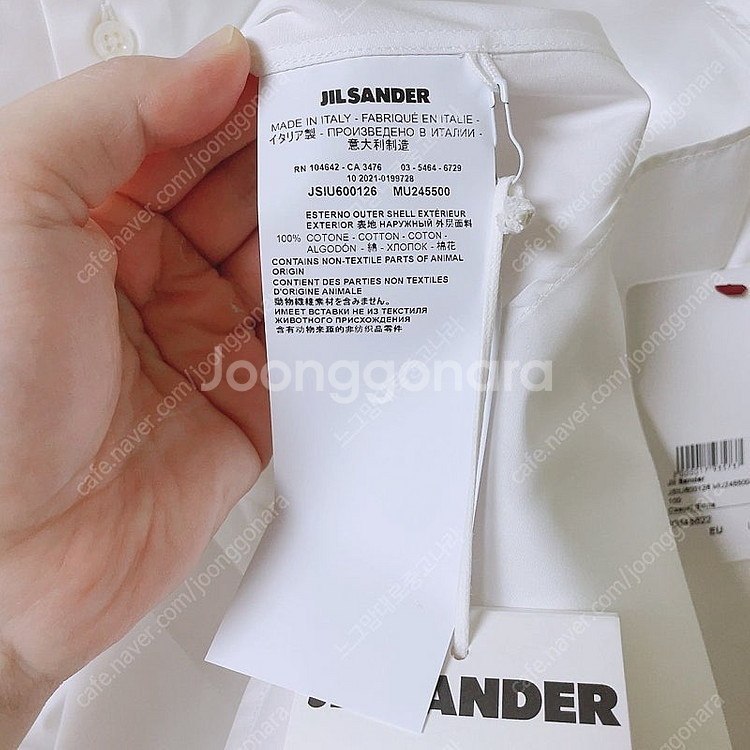 JIL SANDER
MADE IN ITALY - FABRIQUÉ EN ITALIE -
イタリア製 - ПРОИЗВЕДЕНО В ИТАЛИИ -
意大利制造
RN 104642 - CA 3476 03 - 5464 - 6729
10 2021-0199728
JSIU600126 MU245500
ESTERNO OUTER SHELL EXTÉRIEUR
EXTERIOR 表地 НАРУЖНЫЙ 外层面料
100% COTONE - COTTON - COTON -
ALGODÓN - 綿 - ХЛОПОК - 棉花
CONTAINS NON-TEXTILE PARTS OF ANIMAL
ORIGIN
CONTIENT DES PARTIES NON TEXTILES
D'ORIGINE ANIMALE
動物繊維素材を含みません。
ИМЕЕТ ВСТАВКИ НЕ ИЗ ТЕКСТИЛЯ
ЖИВОТНОГО ПРИСХОЖДЕНИЯ
含有动物来源的非纺织品零件
Joonggonara
cafe.naver.com/joonggonara
Jil Sander
MU245500
100
EU
ANDER